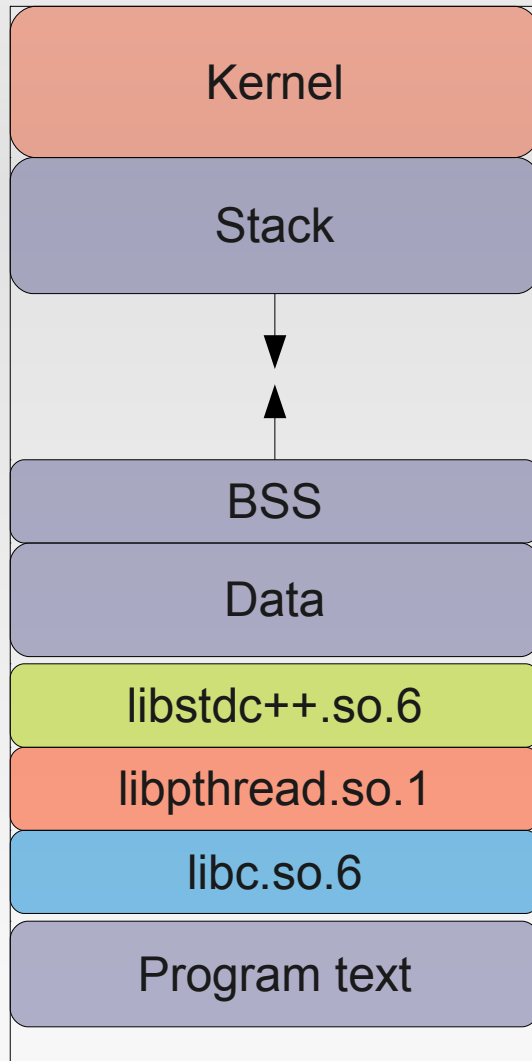 Kernel
Stack
BSS
Data
libstdc++.so.6
libpthread.so.1
libc.so.6
Program text